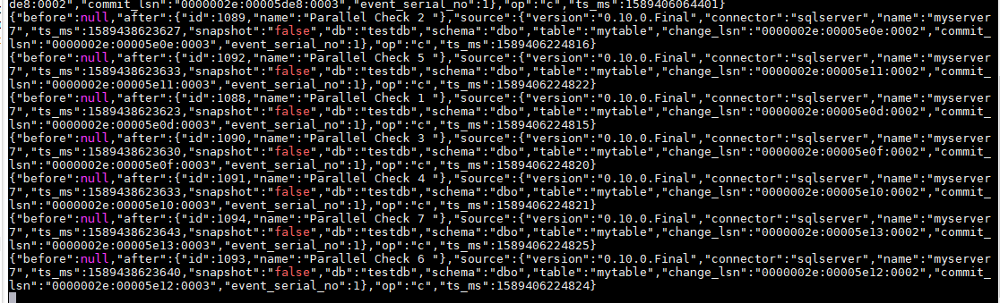 de8:0002","commit_lsn":"0000002e:00005de8:0003","event_serial_no":1},"op":"c","ts_ms":1589406064401}
{"before":null,"after":{"id":1089,"name":"Parallel Check 2 "},"source":{"version":"0.10.0.Final","connector":"sqlserver","name":"myserver
7","ts_ms":1589438623627,"snapshot":"false","db":"testdb","schema":"dbo","table":"mytable","change_lsn":"0000002e:00005e0e:0002","commit_
lsn":"0000002e:00005e0e:0003","event_serial_no":1},"op":"c","ts_ms":1589406224816}
{"before":null,"after":{"id":1092,"name":"Parallel Check 5 "},"source":{"version":"0.10.0.Final","connector":"sqlserver","name":"myserver
7","ts_ms":1589438623633,"snapshot":"false","db":"testdb","schema":"dbo","table":"mytable","change_lsn":"0000002e:00005e11:0002","commit_
lsn":"0000002e:00005e11:0003","event_serial_no":1},"op":"c","ts_ms":1589406224822}
{"before":null,"after":{"id":1088,"name":"Parallel Check 1 "},"source":{"version":"0.10.0.Final","connector":"sqlserver","name":"myserver
7","ts_ms":1589438623623,"snapshot":"false","db":"testdb","schema":"dbo","table":"mytable","change_lsn":"0000002e:00005e0d:0002","commit_
lsn":"0000002e:00005e0d:0003","event_serial_no":1},"op":"c","ts_ms":1589406224815}
{"before":null,"after":{"id":1090,"name":"Parallel Check 3 "},"source":{"version":"0.10.0.Final","connector":"sqlserver","name":"myserver
7","ts_ms":1589438623630,"snapshot":"false","db":"testdb","schema":"dbo","table":"mytable","change_lsn":"0000002e:00005e0f:0002","commit_
lsn":"0000002e:00005e0f:0003","event_serial_no":1},"op":"c","ts_ms":1589406224820}
{"before":null,"after":{"id":1091,"name":"Parallel Check 4 "},"source":{"version":"0.10.0.Final","connector":"sqlserver","name":"myserver
7","ts_ms":1589438623633,"snapshot":"false","db":"testdb","schema":"dbo","table":"mytable","change_lsn":"0000002e:00005e10:0002","commit_
lsn":"0000002e:00005e10:0003","event_serial_no":1},"op":"c","ts_ms":1589406224821}
{"before":null,"after":{"id":1094,"name":"Parallel Check 7 "},"source":{"version":"0.10.0.Final","connector":"sqlserver","name":"myserver
7","ts_ms":1589438623643,"snapshot":"false","db":"testdb","schema":"dbo","table":"mytable","change_lsn":"0000002e:00005e13:0002","commit_
lsn":"0000002e:00005e13:0003","event_serial_no":1},"op":"c","ts_ms":1589406224825}
{"before":null,"after":{"id":1093,"name":"Parallel Check 6 "},"source":{"version":"0.10.0.Final","connector":"sqlserver","name":"myserver
7","ts_ms":1589438623640,"snapshot":"false","db":"testdb","schema":"dbo","table":"mytable","change_lsn":"0000002e:00005e12:0002","commit_
lsn":"0000002e:00005e12:0003","event_serial_no":1},"op":"c","ts_ms":1589406224824}